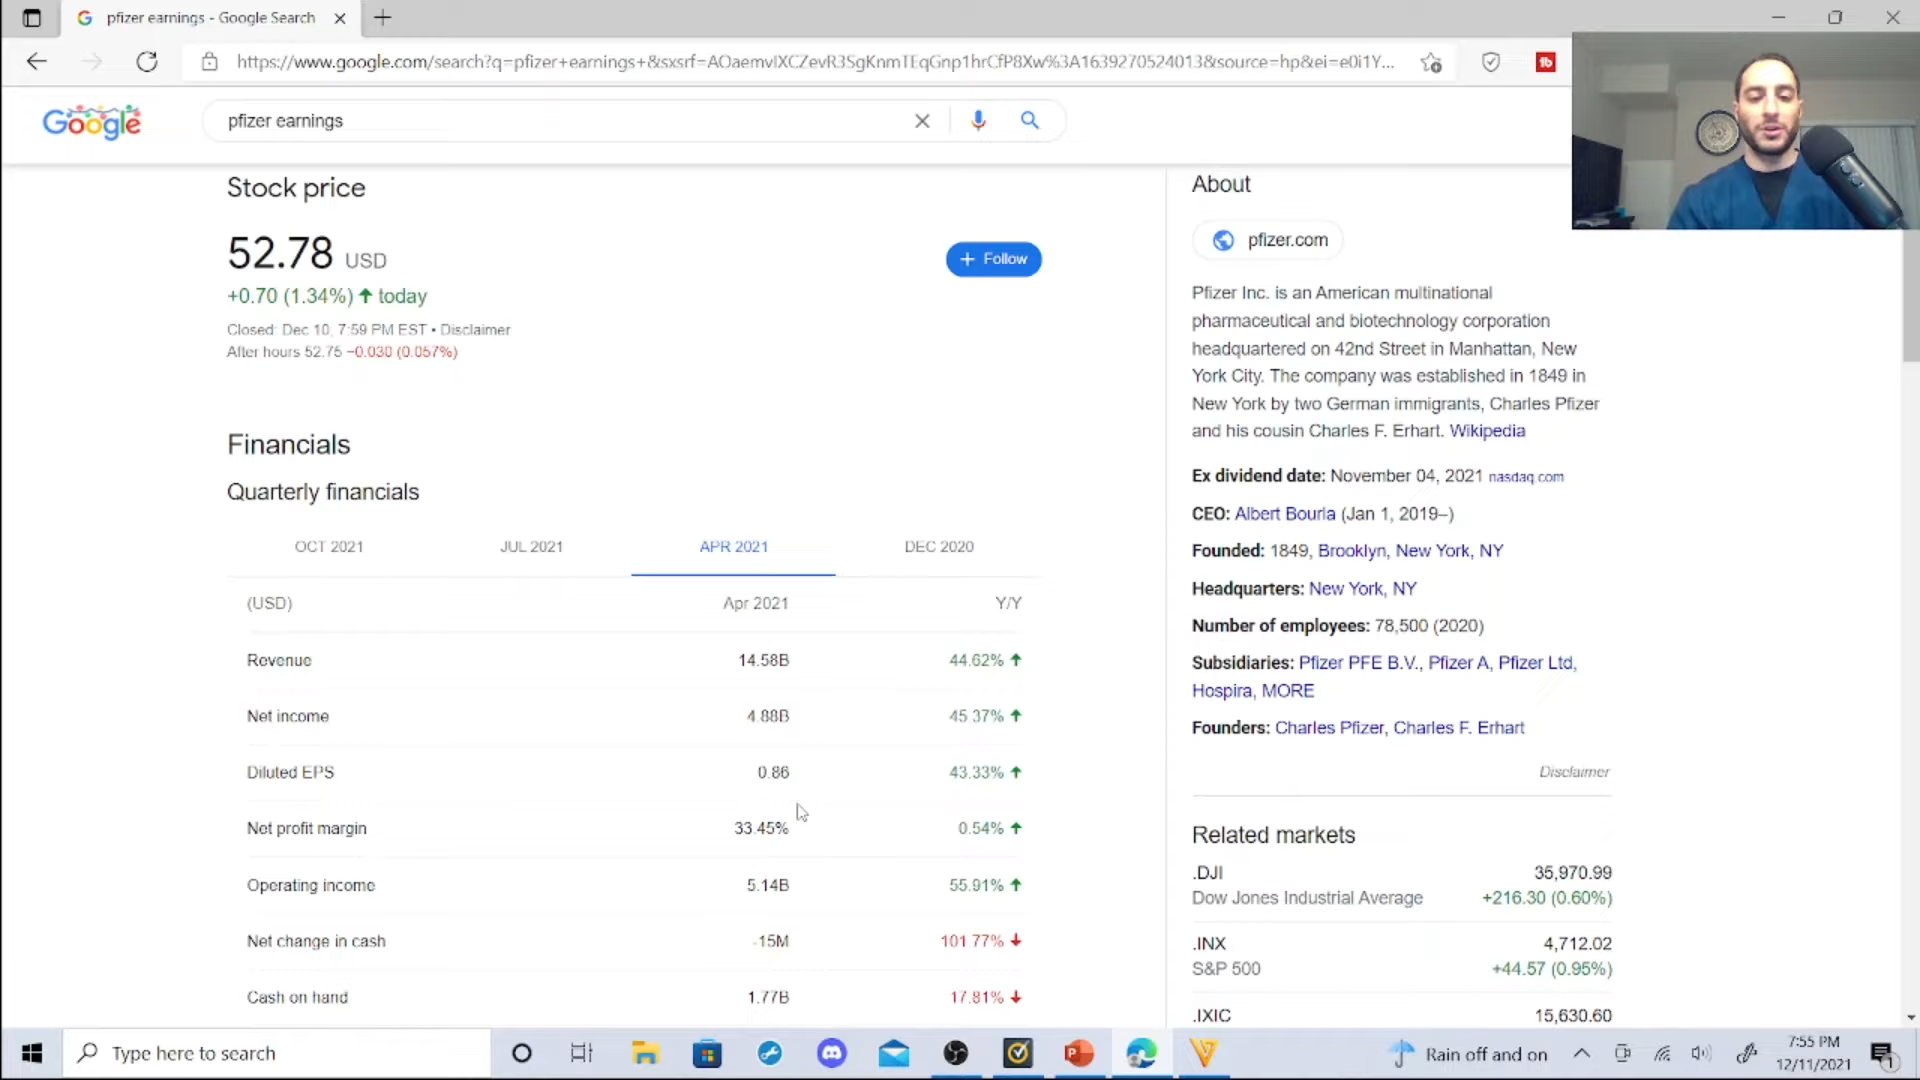 pfizer earnings - Google Search
https://www.google.com/search?q=pfizer+earnings+&sxsrf=AOaemvIXCZevR3SgKnmTEqGnp1hrCfP8Xw%3A1639270524013&source=hp&ei=e0i1Y...
Google
pfizer earnings
Stock price
52.78 USD
+0.70 (1.34%) today
Closed: Dec 10, 7:59 PM EST • Disclaimer
After hours 52.75 −0.030 (0.057%)
+ Follow
Financials
Quarterly financials
OCT 2021 JUL 2021 APR 2021 DEC 2020
(USD) Apr 2021 Y/Y
Revenue 14.58B 44.62%
Net income 4.88B 45.37%
Diluted EPS 0.86 43.33%
Net profit margin 33.45% 0.54%
Operating income 5.14B 55.91%
Net change in cash -15M 101.77%
Cash on hand 1.77B 17.81%
About
pfizer.com
Pfizer Inc. is an American multinational
pharmaceutical and biotechnology corporation
headquartered on 42nd Street in Manhattan, New
York City. The company was established in 1849 in
New York by two German immigrants, Charles Pfizer
and his cousin Charles F. Erhart. Wikipedia
Ex dividend date: November 04, 2021 nasdaq.com
CEO: Albert Bourla (Jan 1, 2019–)
Founded: 1849, Brooklyn, New York, NY
Headquarters: New York, NY
Number of employees: 78,500 (2020)
Subsidiaries: Pfizer PFE B.V., Pfizer A, Pfizer Ltd,
Hospira, MORE
Founders: Charles Pfizer, Charles F. Erhart
Disclaimer
Related markets
.DJI 35,970.99
Dow Jones Industrial Average +216.30 (0.60%)
.INX 4,712.02
S&P 500 +44.57 (0.95%)
.IXIC 15,630.60
Type here to search
Rain off and on
7:55 PM
12/11/2021
1